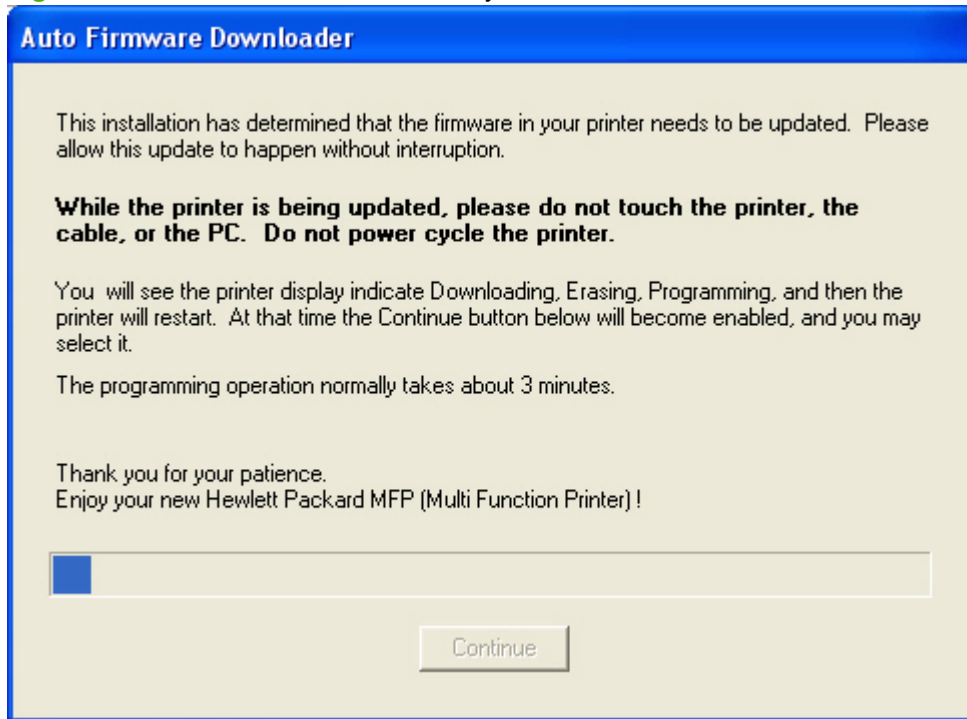 Auto Firmware Downloader
This installation has determined that the firmware in your printer needs to be updated.  Please
allow this update to happen without interruption.
While the printer is being updated, please do not touch the printer, the
cable, or the PC.  Do not power cycle the printer.
You  will see the printer display indicate Downloading, Erasing, Programming, and then the
printer will restart.  At that time the Continue button below will become enabled, and you may
select it.
The programming operation normally takes about 3 minutes.
Thank you for your patience.
Enjoy your new Hewlett Packard MFP (Multi Function Printer) !
Continue